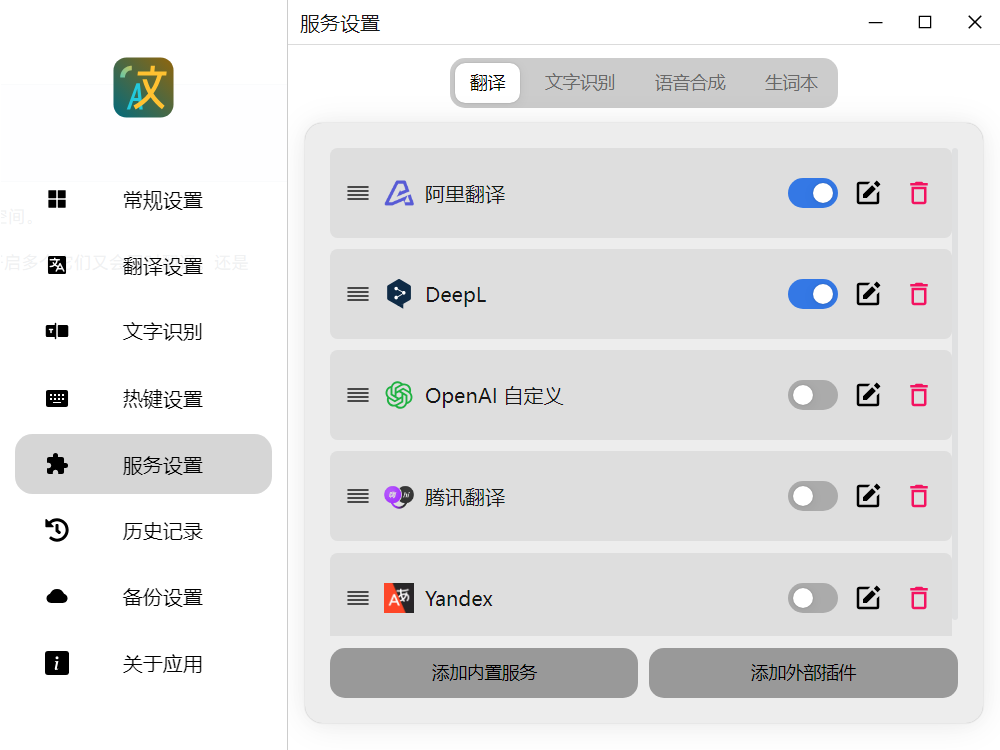 服务设置
翻译
文字识别
语音合成
生词本
常规设置
翻译设置
文字识别
热键设置
服务设置
历史记录
备份设置
关于应用
阿里翻译
DeepL
OpenAI 自定义
腾讯翻译
Yandex
添加内置服务
添加外部插件